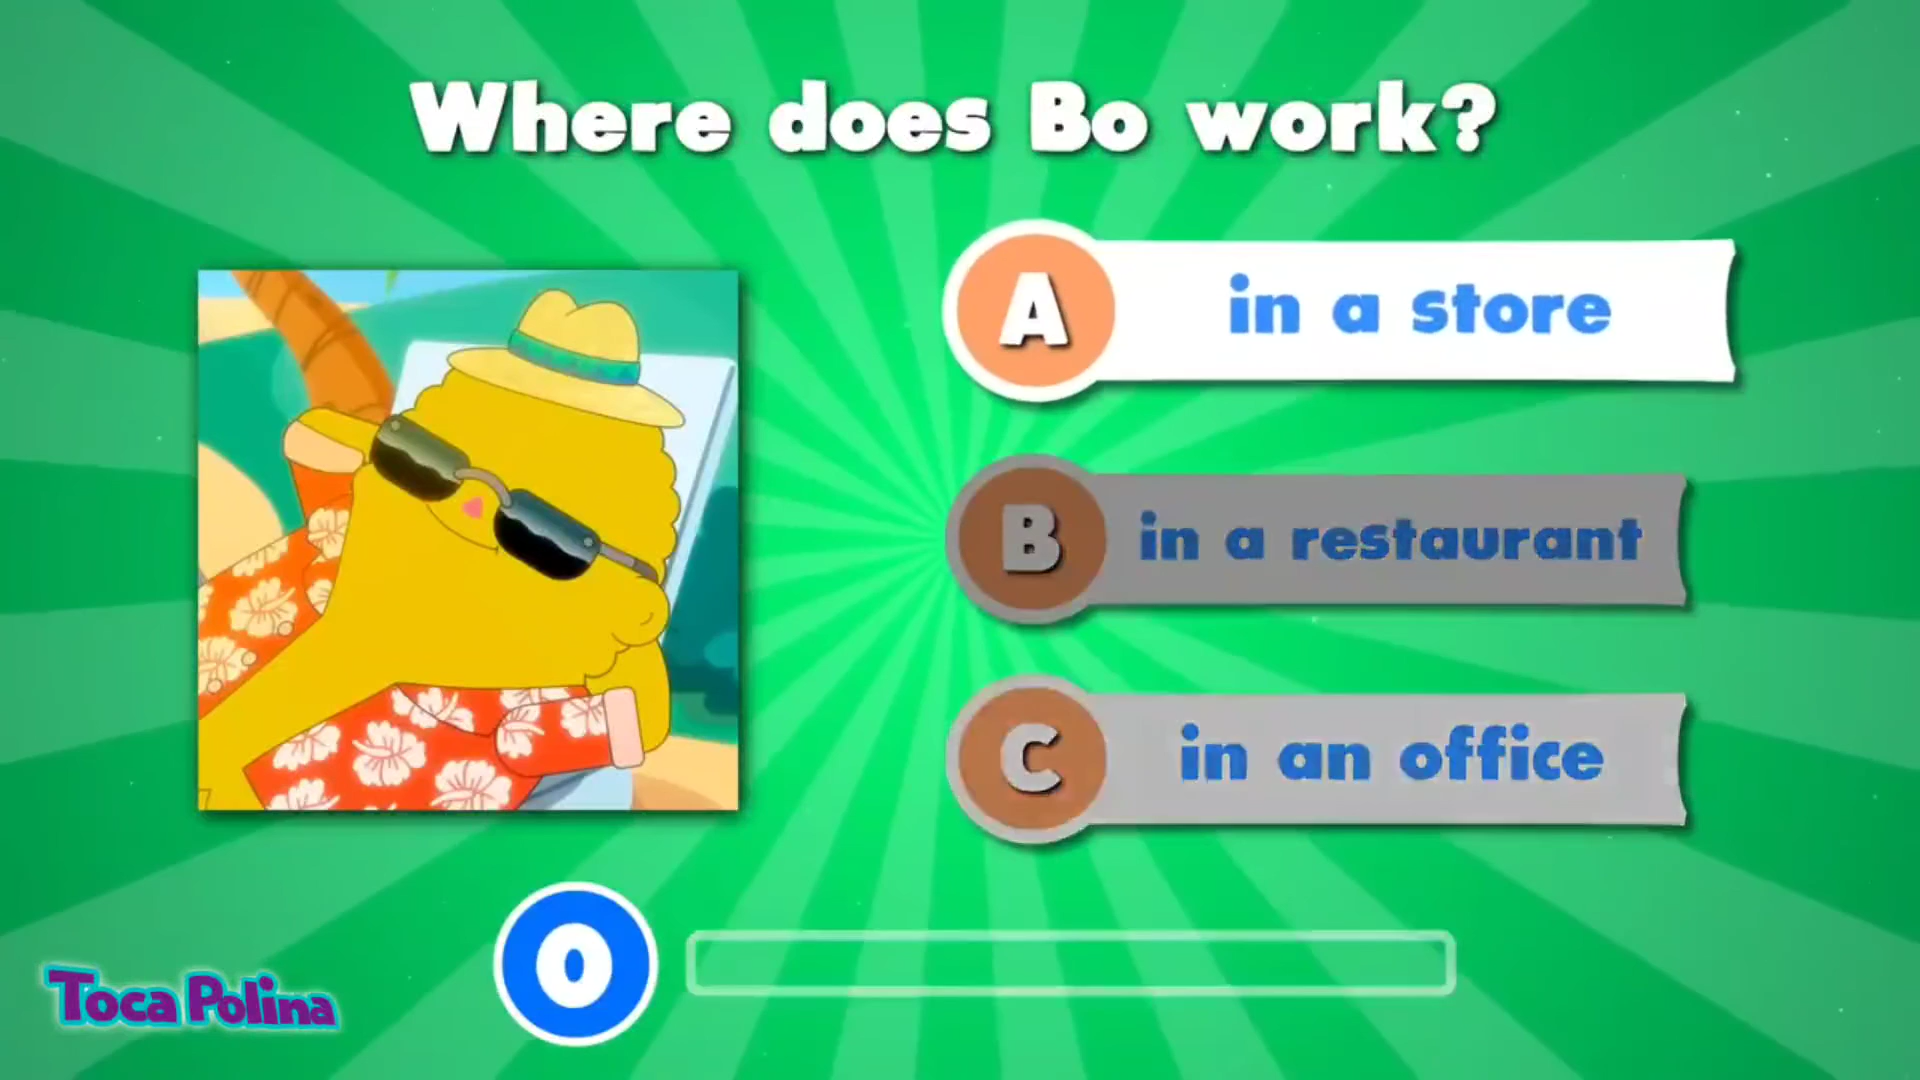 Where does Bo work?
A in a store
B in a restaurant
C in an office
0
Toca Polina